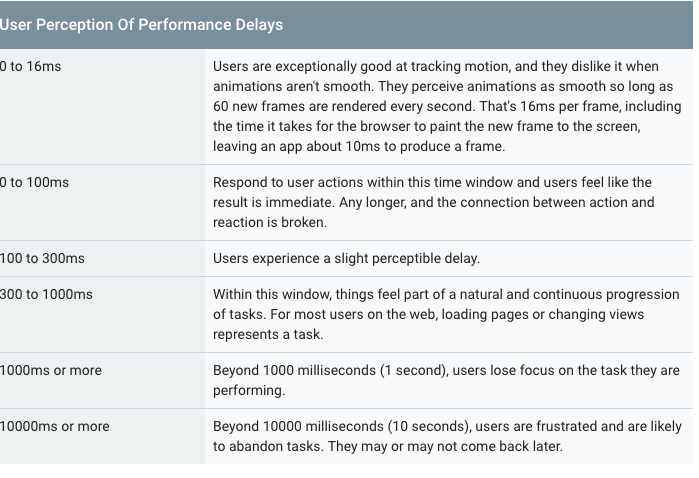 User Perception Of Performance Delays
0 to 16ms
Users are exceptionally good at tracking motion, and they dislike it when
animations aren't smooth. They perceive animations as smooth so long as
60 new frames are rendered every second. That's 16ms per frame, including
the time it takes for the browser to paint the new frame to the screen,
leaving an app about 10ms to produce a frame.
0 to 100ms
Respond to user actions within this time window and users feel like the
result is immediate. Any longer, and the connection between action and
reaction is broken.
100 to 300ms
Users experience a slight perceptible delay.
300 to 1000ms
Within this window, things feel part of a natural and continuous progression
of tasks. For most users on the web, loading pages or changing views
represents a task.
1000ms or more
Beyond 1000 milliseconds (1 second), users lose focus on the task they are
performing.
10000ms or more
Beyond 10000 milliseconds (10 seconds), users are frustrated and are likely
to abandon tasks. They may or may not come back later.